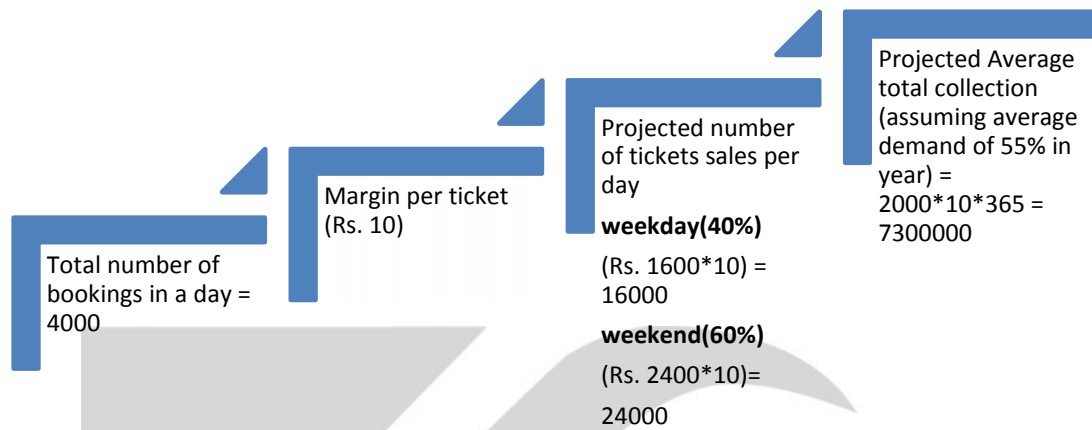 Total number of
bookings in a day =
4000
Margin per ticket
(Rs. 10)
Projected number
of tickets sales per
day
weekday(40%)
(Rs. 1600*10) =
16000
weekend(60%)
(Rs. 2400*10)=
24000
Projected Average
total collection
(assuming average
demand of 55% in
year) =
2000*10*365 =
7300000